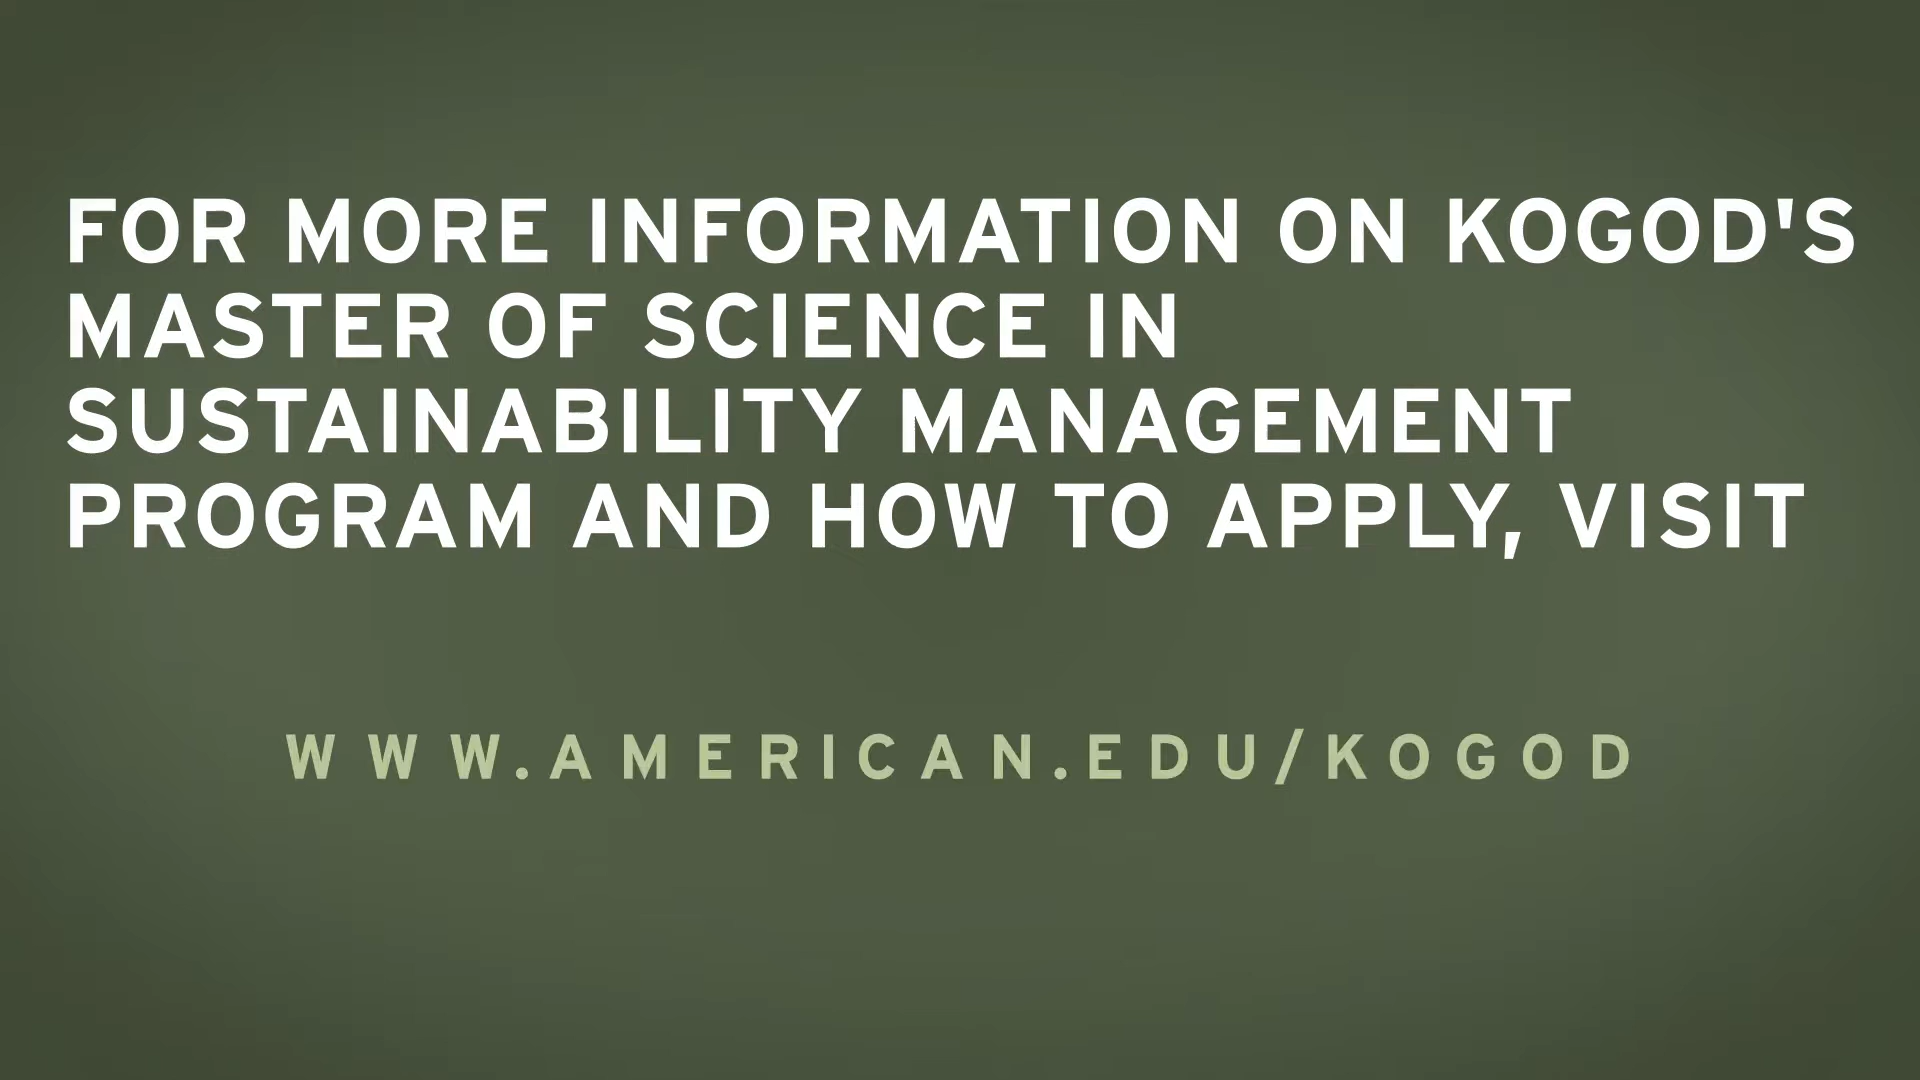 FOR MORE INFORMATION ON KOGOD'S
MASTER OF SCIENCE IN
SUSTAINABILITY MANAGEMENT
PROGRAM AND HOW TO APPLY, VISIT
WWW.AMERICAN.EDU/KOGOD